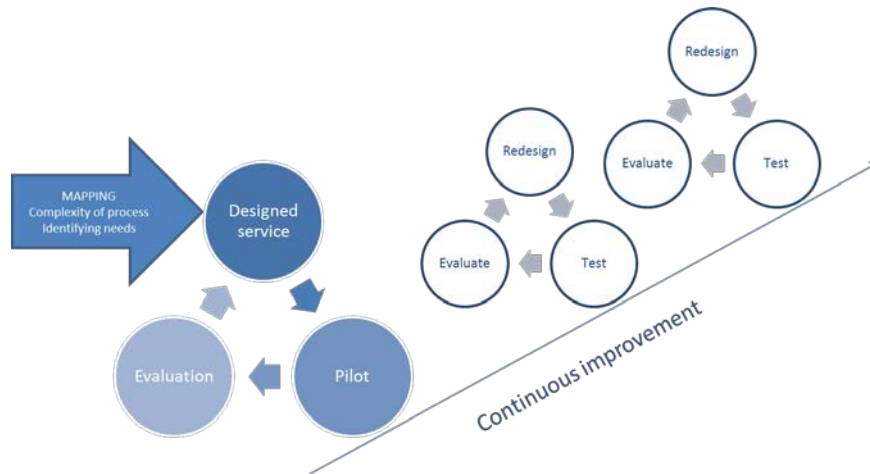 MAPPING
Complexity of process
Identifying needs
Designed
service
Evaluation
Pilot
Redesign
Evaluate
Test
Redesign
Evaluate
Test
Continuous improvement